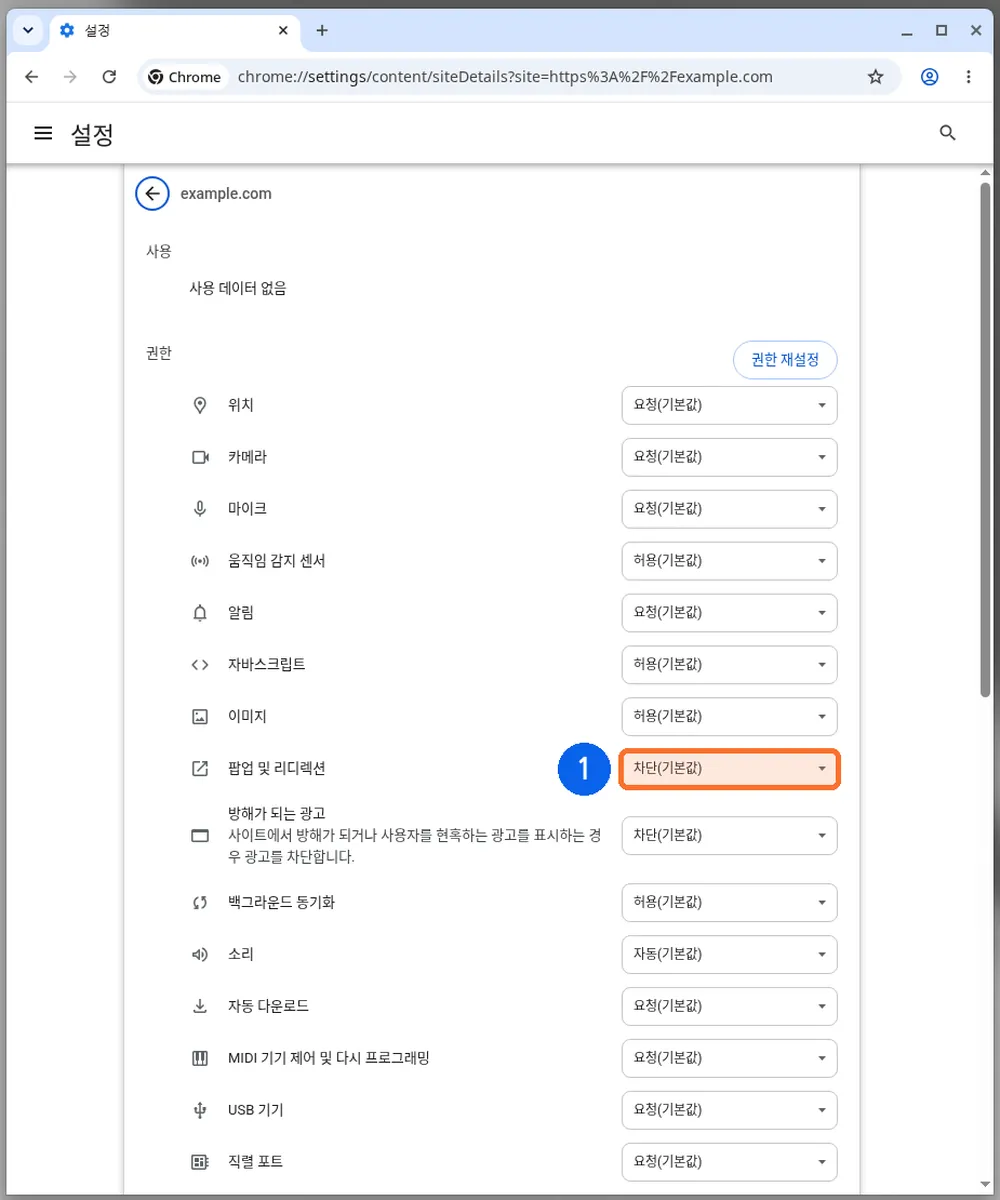 설정
Chrome
chrome://settings/content/siteDetails?site=https%3A%2F%2Fexample.com
설정
example.com
사용
사용 데이터 없음
권한
권한 재설정
위치
요청(기본값)
카메라
요청(기본값)
마이크
요청(기본값)
움직임 감지 센서
허용(기본값)
알림
요청(기본값)
자바스크립트
허용(기본값)
이미지
허용(기본값)
팝업 및 리디렉션
1
차단(기본값)
방해가 되는 광고
사이트에서 방해가 되거나 사용자를 현혹하는 광고를 표시하는 경
우 광고를 차단합니다.
차단(기본값)
백그라운드 동기화
허용(기본값)
소리
자동(기본값)
자동 다운로드
요청(기본값)
MIDI 기기 제어 및 다시 프로그래밍
요청(기본값)
USB 기기
요청(기본값)
직렬 포트
요청(기본값)